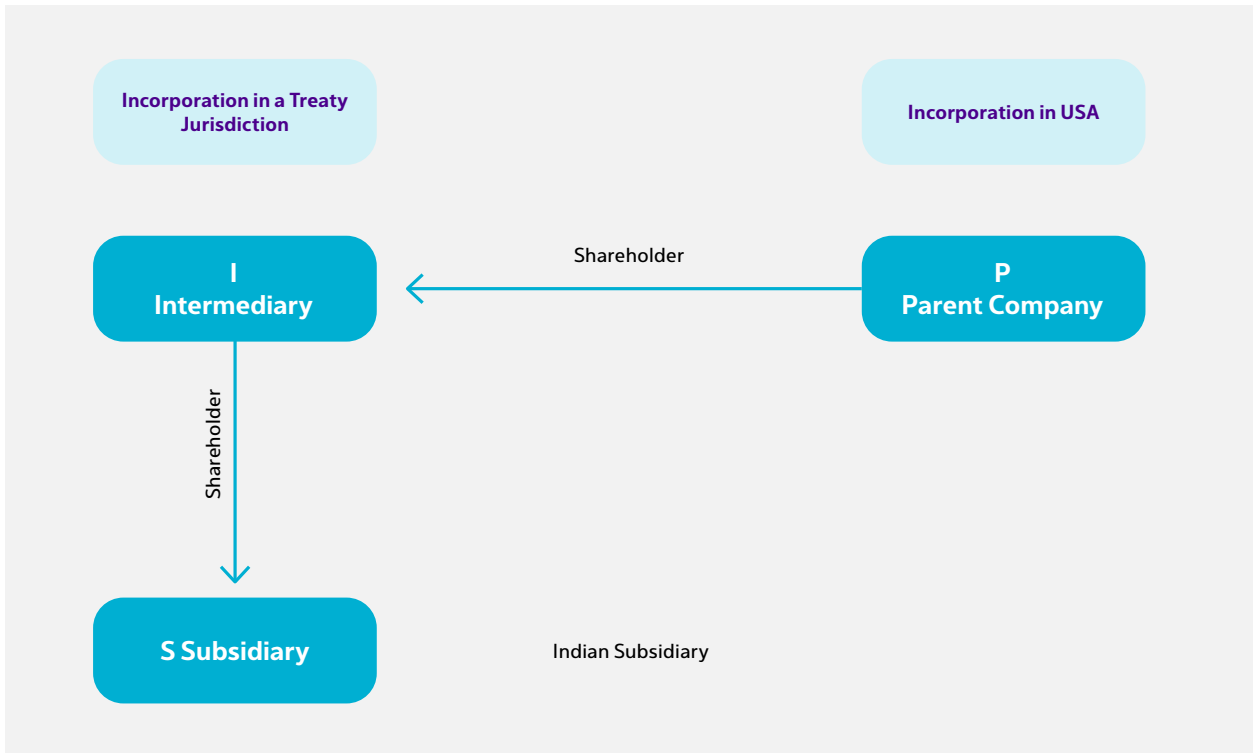 Incorporation in a Treaty
Jurisdiction
Incorporation in USA
I
Intermediary
Shareholder
P
Parent Company
Shareholder
S Subsidiary
Indian Subsidiary